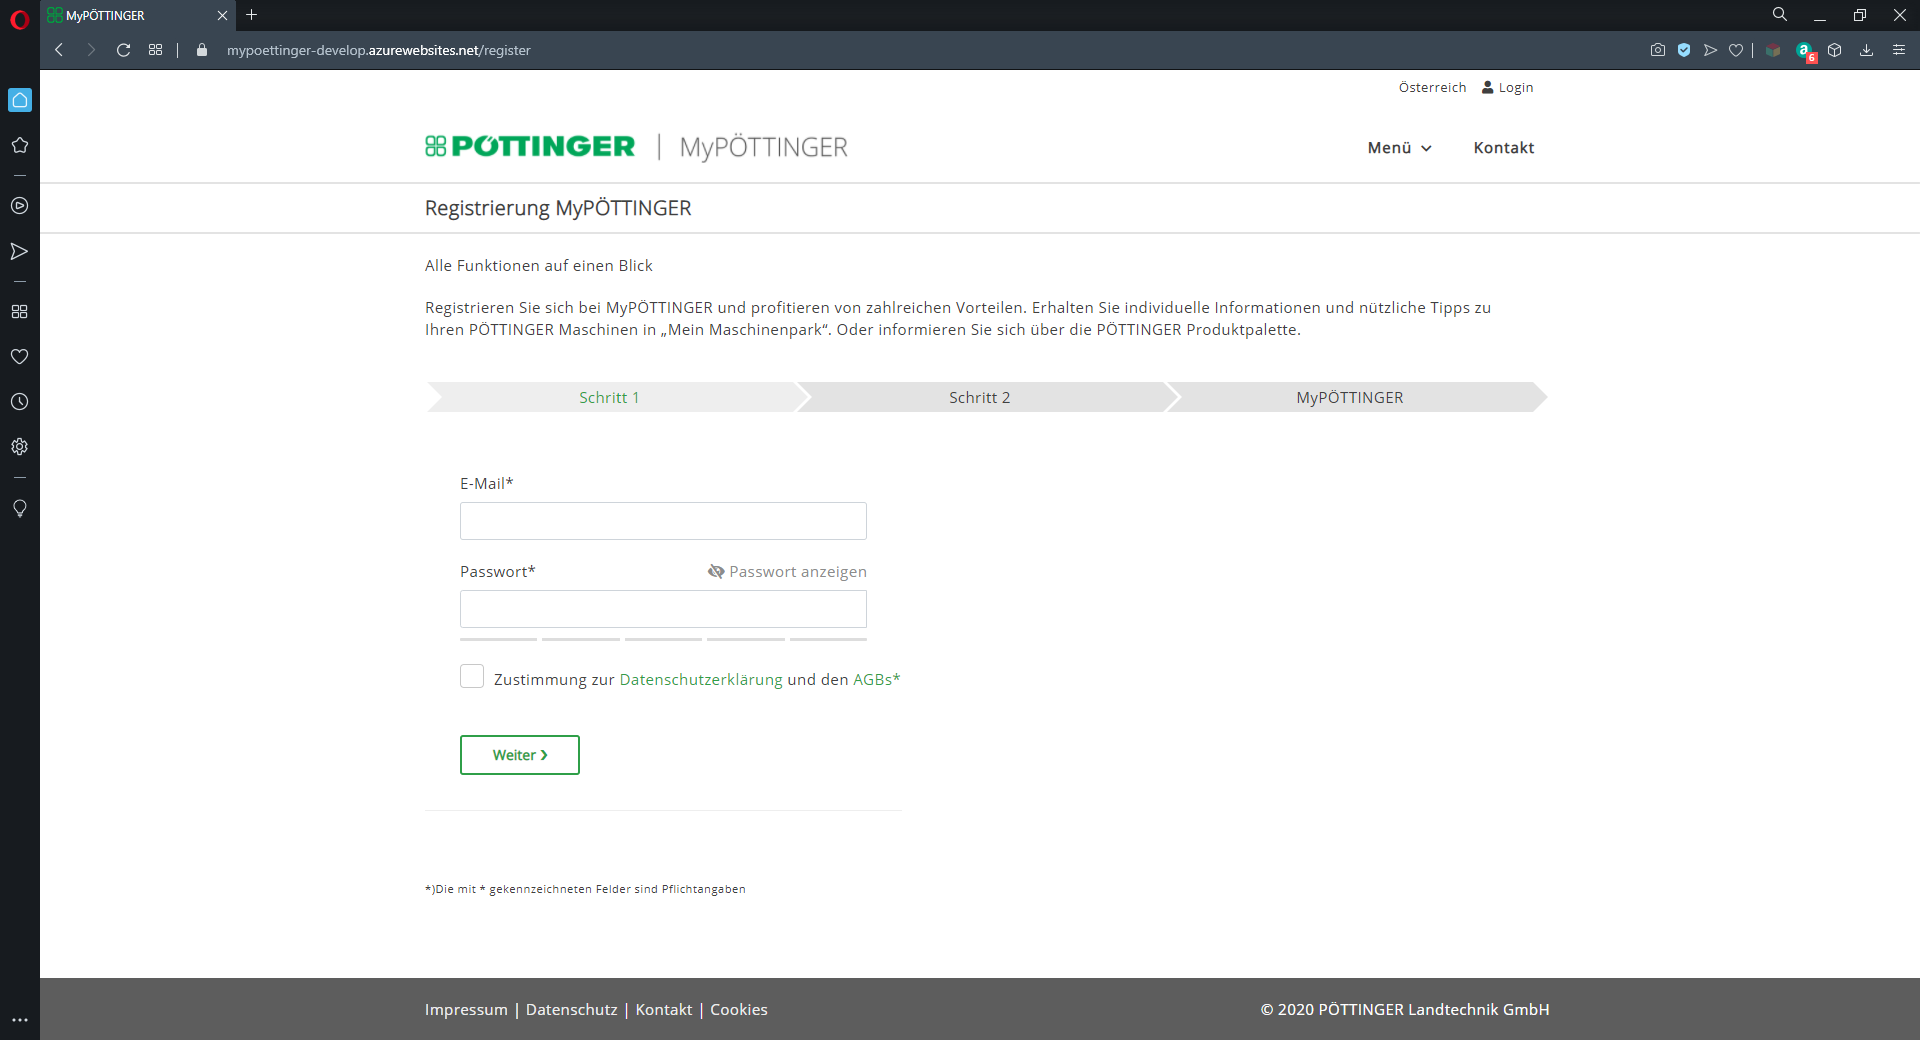 MyPÖTTINGER
mypoettinger-develop.azurewebsites.net/register
a
6
Österreich Login
PÖTTINGER | MyPÖTTINGER
Menü Kontakt
Registrierung MyPÖTTINGER
Alle Funktionen auf einen Blick
Registrieren Sie sich bei MyPÖTTINGER und profitieren von zahlreichen Vorteilen. Erhalten Sie individuelle Informationen und nützliche Tipps zu
Ihren PÖTTINGER Maschinen in „Mein Maschinenpark“. Oder informieren Sie sich über die PÖTTINGER Produktpalette.
Schritt 1 Schritt 2 MyPÖTTINGER
E-Mail*
Passwort* Passwort anzeigen
Zustimmung zur Datenschutzerklärung und den AGBs*
Weiter ❯
*)Die mit * gekennzeichneten Felder sind Pflichtangaben
Impressum | Datenschutz | Kontakt | Cookies © 2020 PÖTTINGER Landtechnik GmbH